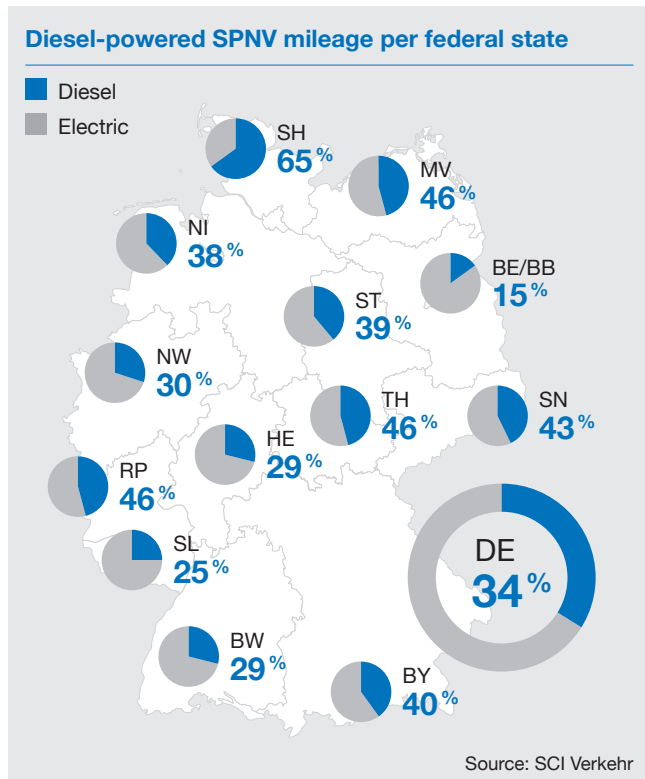 Diesel-powered SPNV mileage per federal state
Diesel
Electric
SH
65 %
MV
46 %
NI
38 %
BE/BB
15 %
ST
39 %
NW
30 %
TH
46 %
SN
43 %
HE
29 %
RP
46 %
SL
25 %
DE
34 %
BW
29 %
BY
40 %
Source: SCI Verkehr